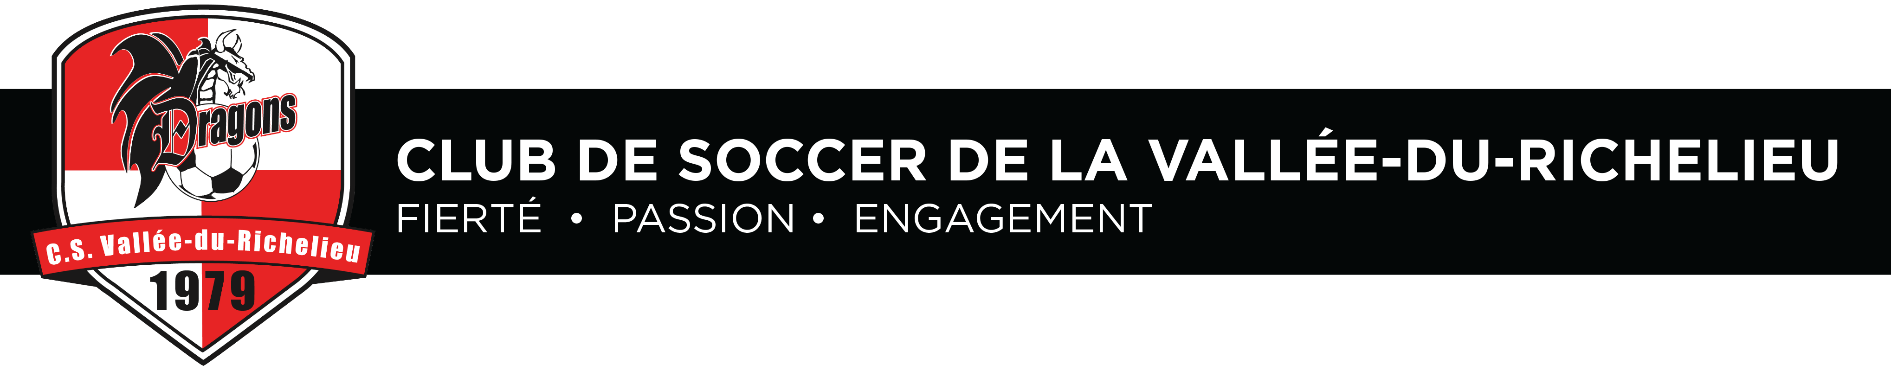 Dragons
C.S. Vallée-du-Richelieu
1979
CLUB DE SOCCER DE LA VALLÉE-DU-RICHELIEU
FIERTÉ • PASSION • ENGAGEMENT